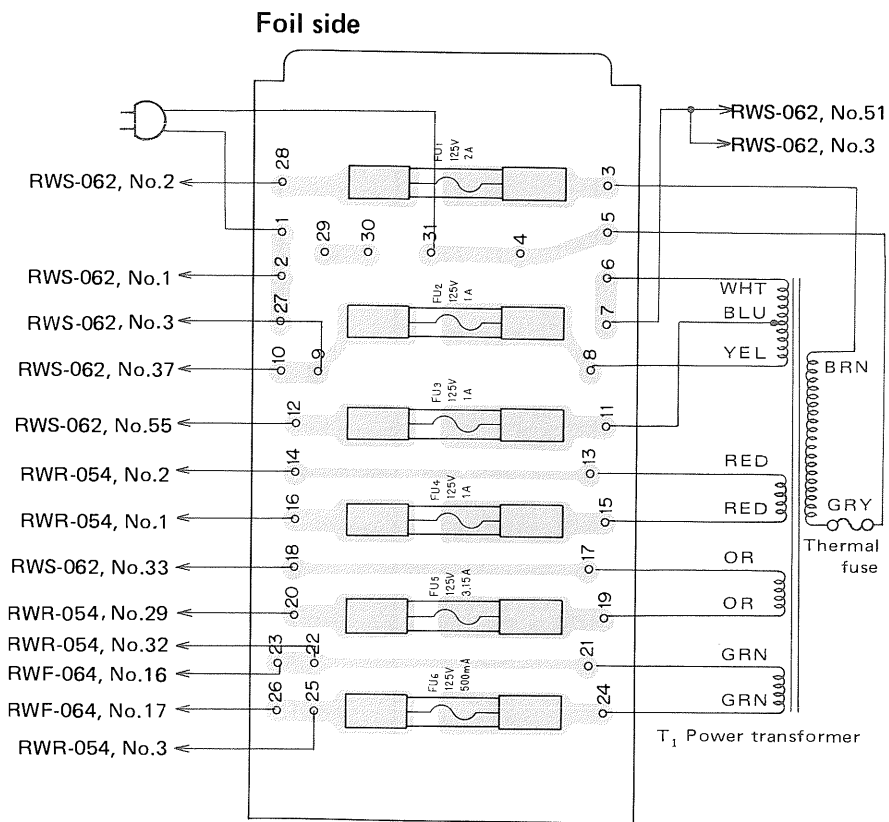 Foil side
RWS-062, No.51
RWS-062, No.3
28
FU1
125V
2A
3
RWS-062, No.2
1
29
30
31
4
5
2
6
RWS-062, No.1
WHT
FU2
125V
1A
BLU
27
7
RWS-062, No.3
YEL
10
9
8
RWS-062, No.37
BRN
FU3
125V
1A
12
11
RWS-062, No.55
RED
14
13
RWR-054, No.2
FU4
125V
1A
GRY
16
15
RED
RWR-054, No.1
Thermal
fuse
18
17
OR
RWS-062, No.33
FU5
125V
3.15A
20
19
OR
RWR-054, No.29
RWR-054, No.32
23
22
21
GRN
RWF-064, No.16
FU6
125V
500mA
26
25
24
GRN
RWF-064, No.17
T1 Power transformer
RWR-054, No.3